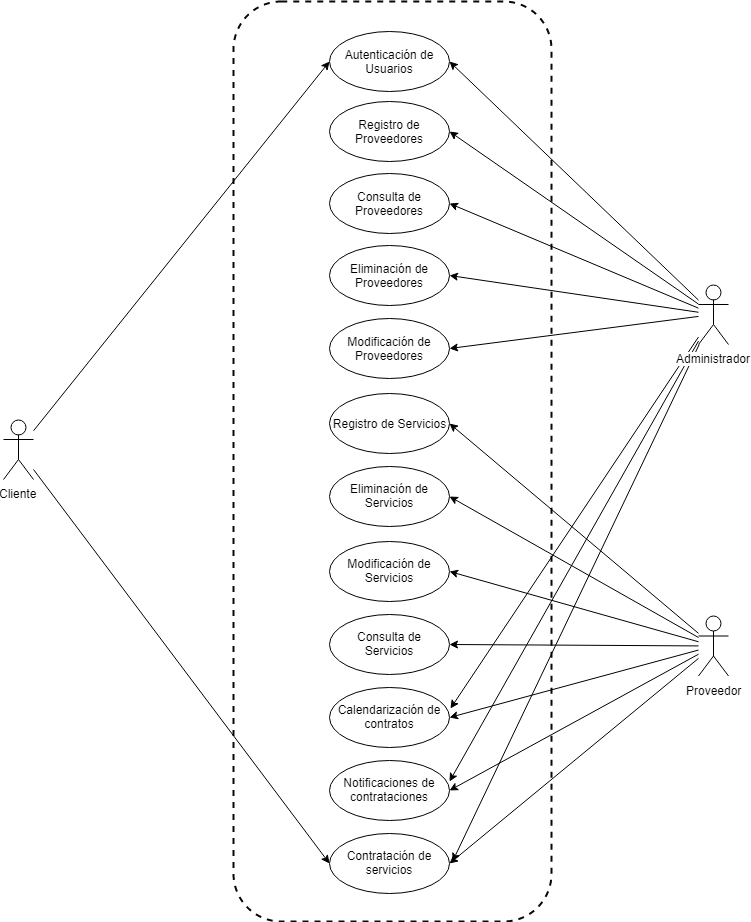 Autenticación de
Usuarios
Registro de
Proveedores
Consulta de
Proveedores
Eliminación de
Proveedores
Modificación de
Proveedores
Administrador
Registro de Servicios
Cliente
Eliminación de
Servicios
Modificación de
Servicios
Consulta de
Servicios
Proveedor
Calendarización de
contratos
Notificaciones de
contrataciones
Contratación de
servicios